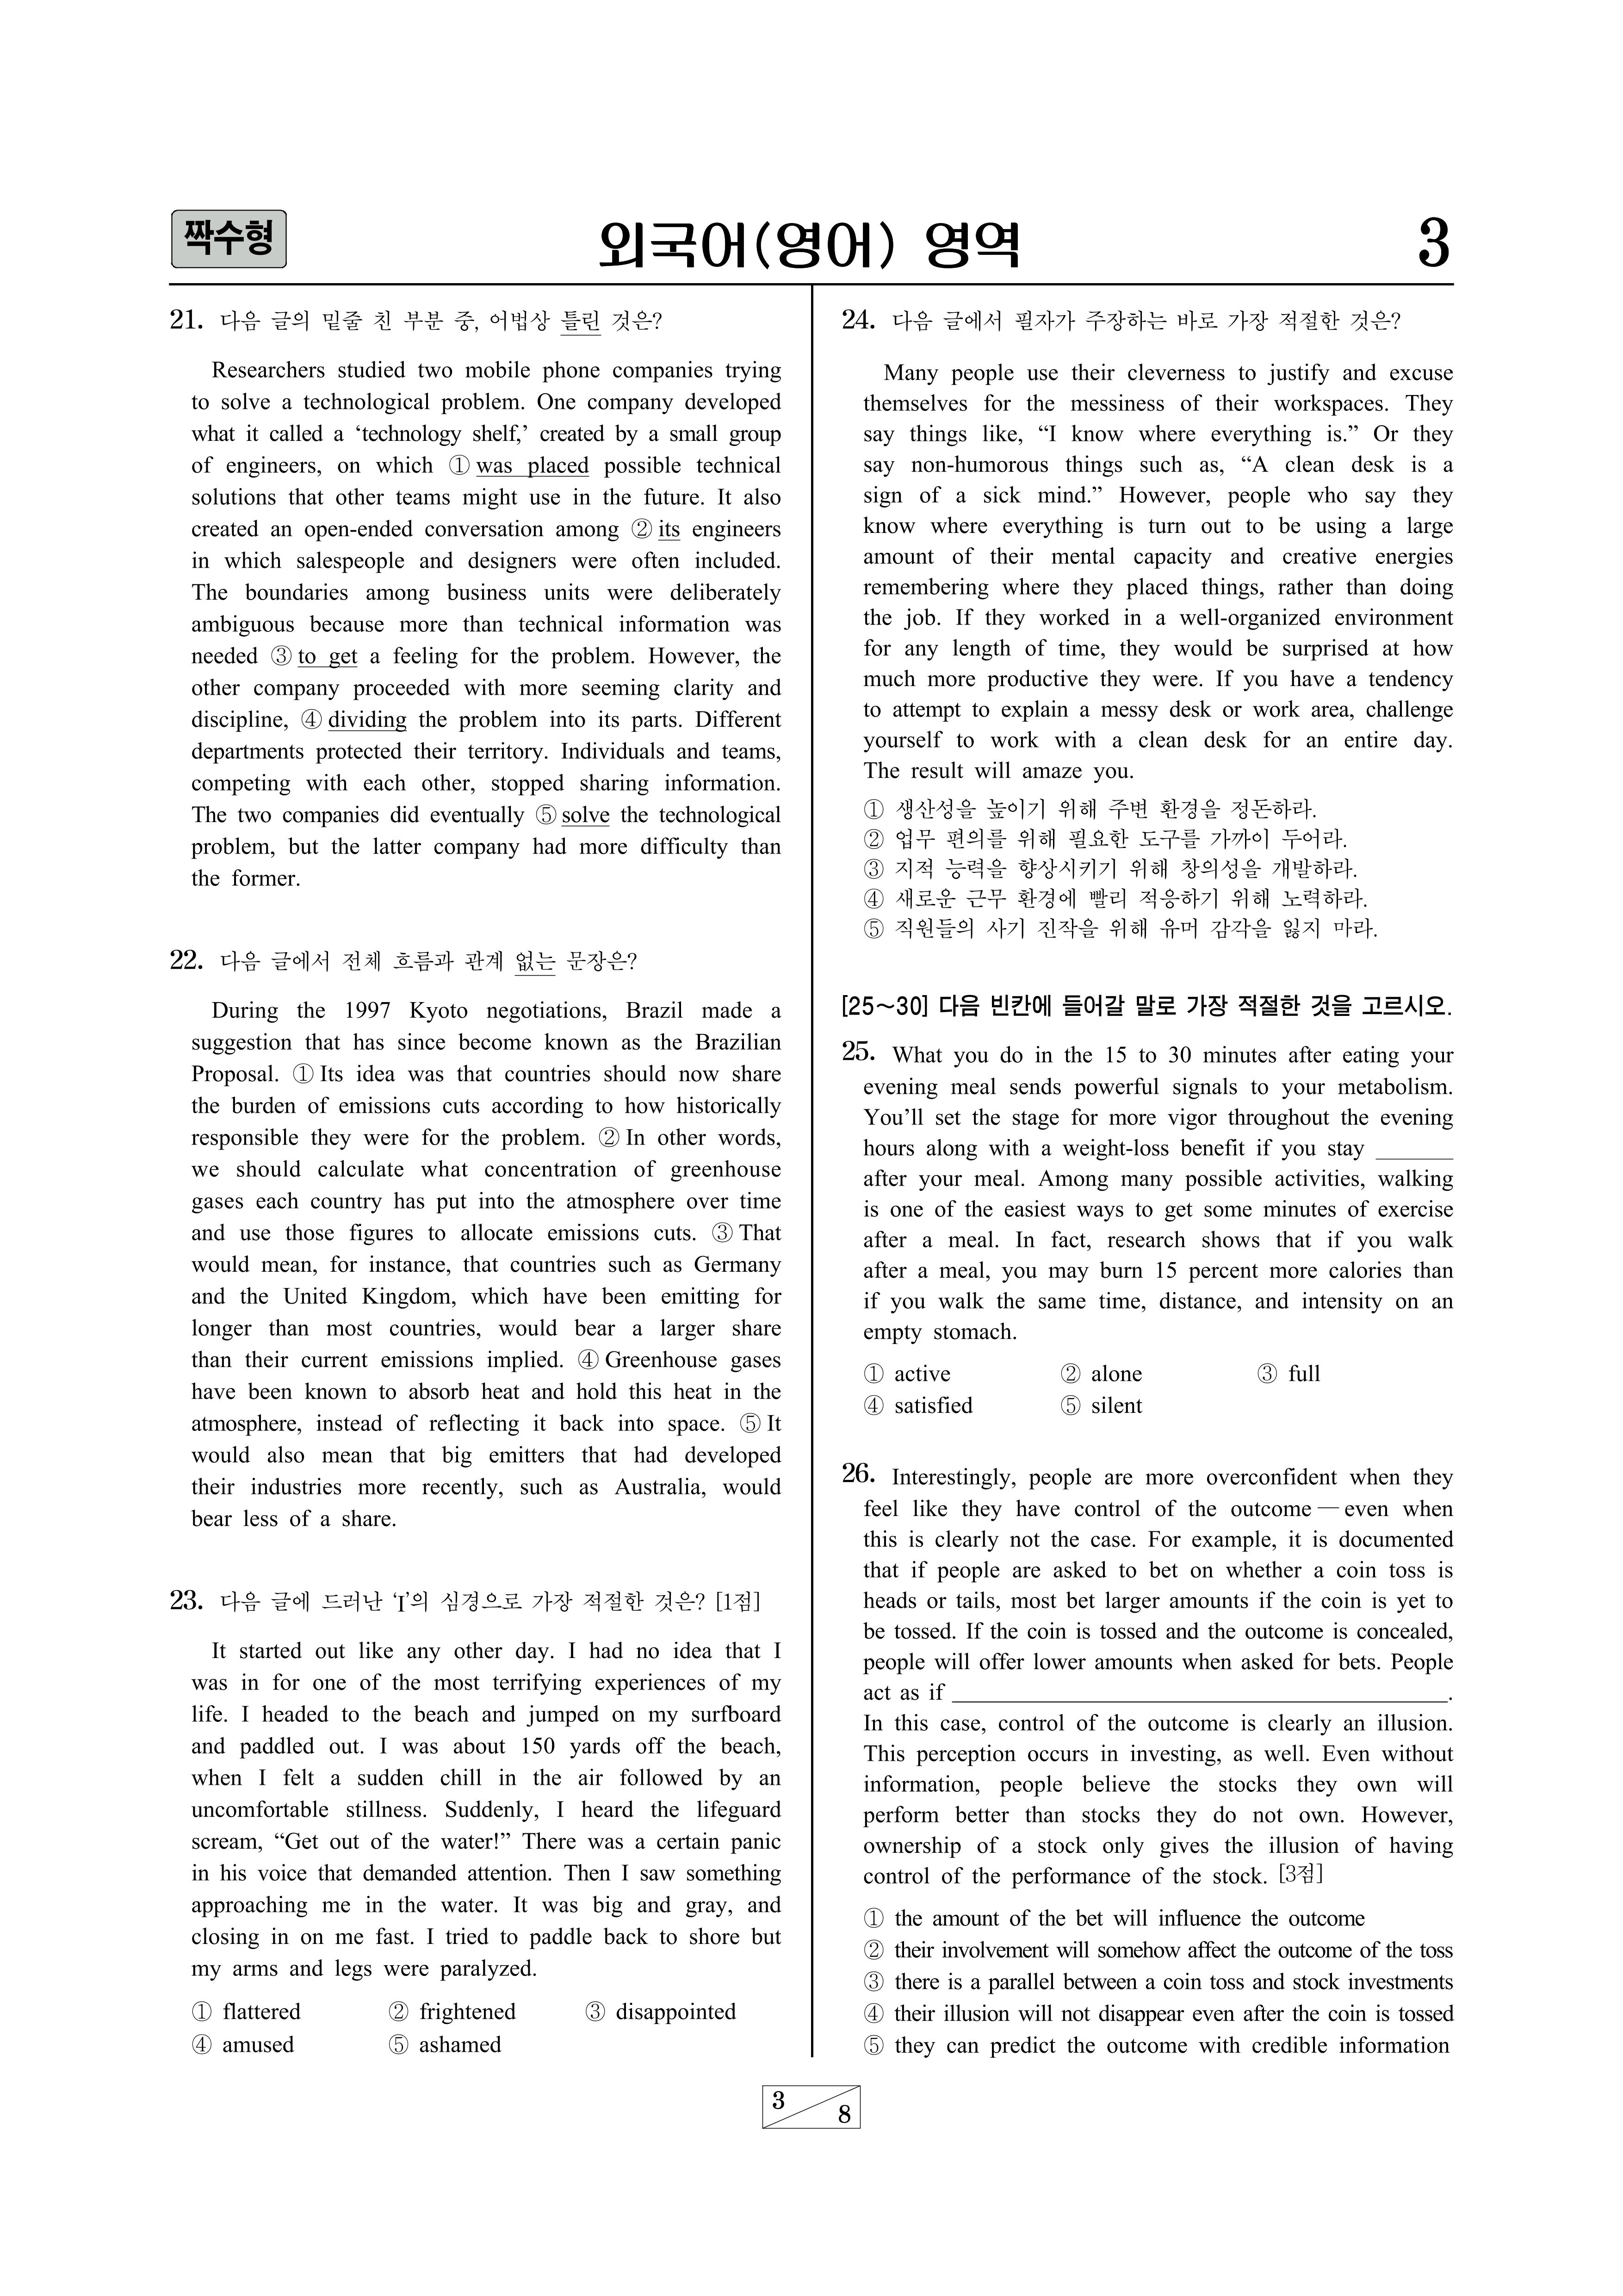 짝수형
외국어(영어) 영역
3
21. 다음 글의 밑줄 친 부분 중, 어법상 틀린 것은?
Researchers studied two mobile phone companies trying
to solve a technological problem. One company developed
what it called a ‘technology shelf,’ created by a small group
of engineers, on which ① was placed possible technical
solutions that other teams might use in the future. It also
created an open-ended conversation among ② its engineers
in which salespeople and designers were often included.
The boundaries among business units were deliberately
ambiguous because more than technical information was
needed ③ to get a feeling for the problem. However, the
other company proceeded with more seeming clarity and
discipline, ④ dividing the problem into its parts. Different
departments protected their territory. Individuals and teams,
competing with each other, stopped sharing information.
The two companies did eventually ⑤ solve the technological
problem, but the latter company had more difficulty than
the former.
22. 다음 글에서 전체 흐름과 관계 없는 문장은?
During the 1997 Kyoto negotiations, Brazil made a
suggestion that has since become known as the Brazilian
Proposal. ① Its idea was that countries should now share
the burden of emissions cuts according to how historically
responsible they were for the problem. ② In other words,
we should calculate what concentration of greenhouse
gases each country has put into the atmosphere over time
and use those figures to allocate emissions cuts. ③ That
would mean, for instance, that countries such as Germany
and the United Kingdom, which have been emitting for
longer than most countries, would bear a larger share
than their current emissions implied. ④ Greenhouse gases
have been known to absorb heat and hold this heat in the
atmosphere, instead of reflecting it back into space. ⑤ It
would also mean that big emitters that had developed
their industries more recently, such as Australia, would
bear less of a share.
23. 다음 글에 드러난 ‘I’의 심경으로 가장 적절한 것은? [1점]
It started out like any other day. I had no idea that I
was in for one of the most terrifying experiences of my
life. I headed to the beach and jumped on my surfboard
and paddled out. I was about 150 yards off the beach,
when I felt a sudden chill in the air followed by an
uncomfortable stillness. Suddenly, I heard the lifeguard
scream, “Get out of the water!” There was a certain panic
in his voice that demanded attention. Then I saw something
approaching me in the water. It was big and gray, and
closing in on me fast. I tried to paddle back to shore but
my arms and legs were paralyzed.
① flattered ② frightened ③ disappointed
④ amused ⑤ ashamed
24. 다음 글에서 필자가 주장하는 바로 가장 적절한 것은?
Many people use their cleverness to justify and excuse
themselves for the messiness of their workspaces. They
say things like, “I know where everything is.” Or they
say non-humorous things such as, “A clean desk is a
sign of a sick mind.” However, people who say they
know where everything is turn out to be using a large
amount of their mental capacity and creative energies
remembering where they placed things, rather than doing
the job. If they worked in a well-organized environment
for any length of time, they would be surprised at how
much more productive they were. If you have a tendency
to attempt to explain a messy desk or work area, challenge
yourself to work with a clean desk for an entire day.
The result will amaze you.
① 생산성을 높이기 위해 주변 환경을 정돈하라.
② 업무 편의를 위해 필요한 도구를 가까이 두어라.
③ 지적 능력을 향상시키기 위해 창의성을 개발하라.
④ 새로운 근무 환경에 빨리 적응하기 위해 노력하라.
⑤ 직원들의 사기 진작을 위해 유머 감각을 잃지 마라.
[25～30] 다음 빈칸에 들어갈 말로 가장 적절한 것을 고르시오.
25. What you do in the 15 to 30 minutes after eating your
evening meal sends powerful signals to your metabolism.
You’ll set the stage for more vigor throughout the evening
hours along with a weight-loss benefit if you stay ______
after your meal. Among many possible activities, walking
is one of the easiest ways to get some minutes of exercise
after a meal. In fact, research shows that if you walk
after a meal, you may burn 15 percent more calories than
if you walk the same time, distance, and intensity on an
empty stomach.
① active ② alone ③ full
④ satisfied ⑤ silent
26. Interestingly, people are more overconfident when they
feel like they have control of the outcome — even when
this is clearly not the case. For example, it is documented
that if people are asked to bet on whether a coin toss is
heads or tails, most bet larger amounts if the coin is yet to
be tossed. If the coin is tossed and the outcome is concealed,
people will offer lower amounts when asked for bets. People
act as if ______________________________.
In this case, control of the outcome is clearly an illusion.
This perception occurs in investing, as well. Even without
information, people believe the stocks they own will
perform better than stocks they do not own. However,
ownership of a stock only gives the illusion of having
control of the performance of the stock. [3점]
① the amount of the bet will influence the outcome
② their involvement will somehow affect the outcome of the toss
③ there is a parallel between a coin toss and stock investments
④ their illusion will not disappear even after the coin is tossed
⑤ they can predict the outcome with credible information
3
8